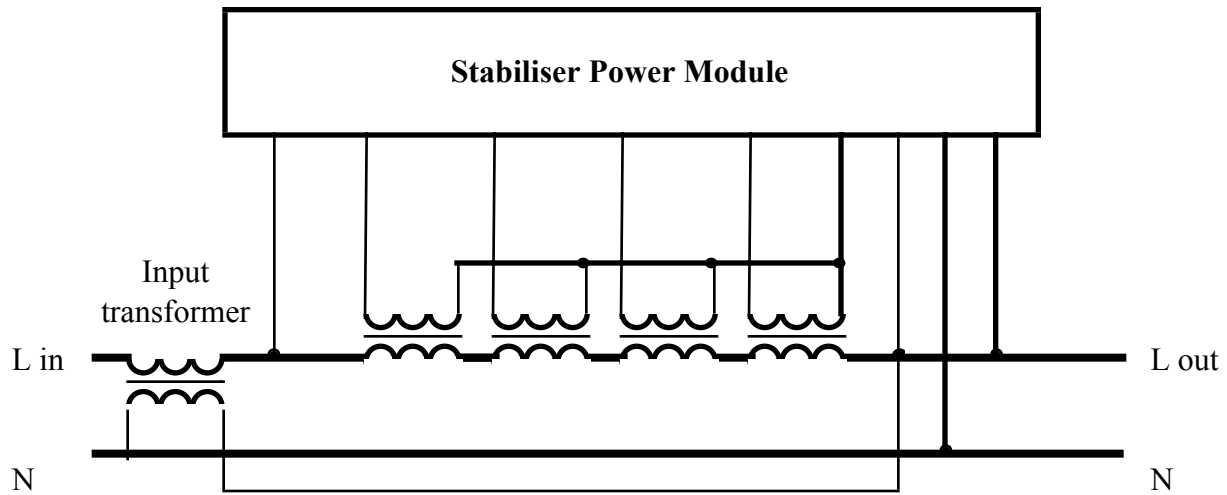 Stabiliser Power Module
Input
transformer
L in
L out
N
N